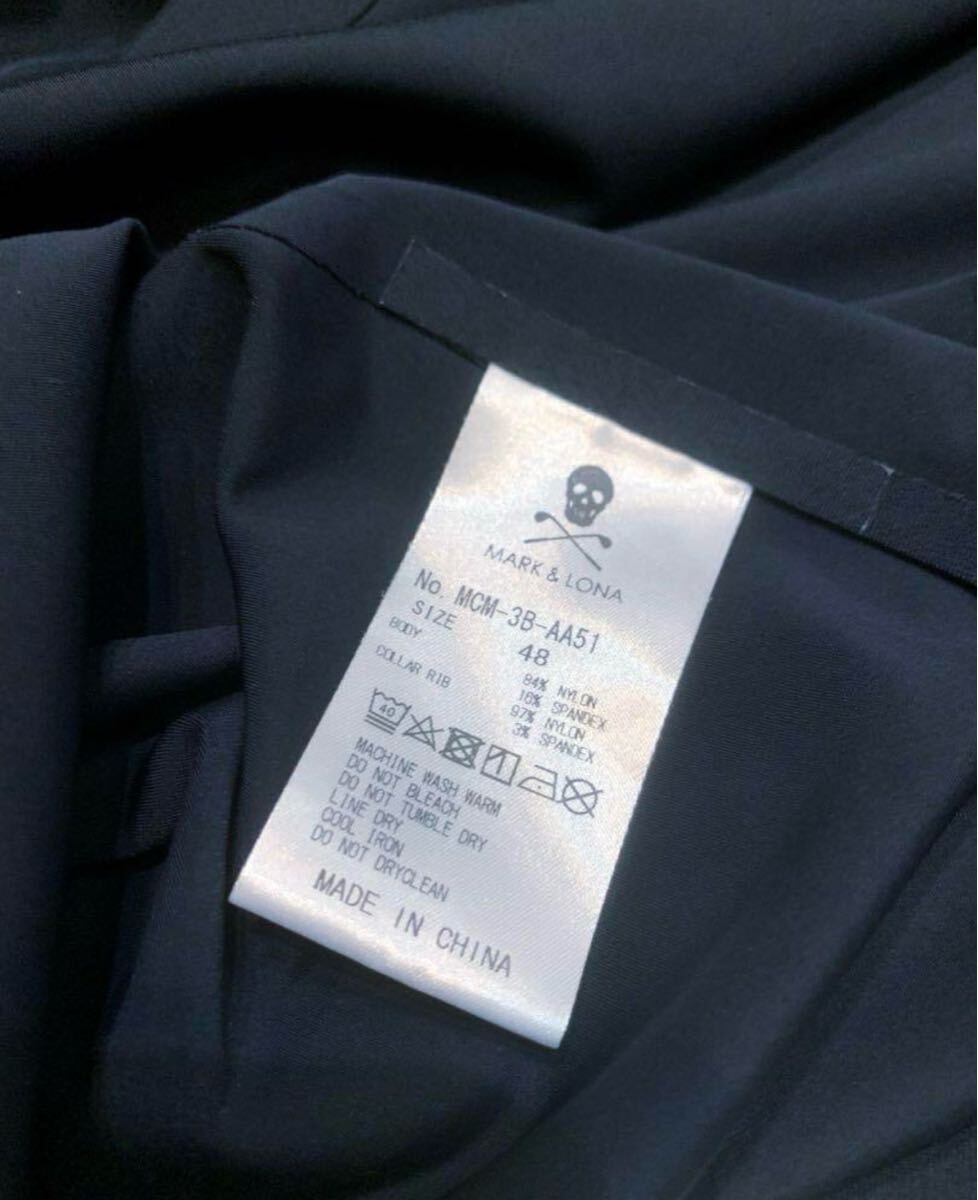 MARK & LONA
No. MCM-3B-AA51
SIZE 48
BODY 84% NYLON
16% SPANDEX
COLLAR RIB 97% NYLON
3% SPANDEX
40
MACHINE WASH WARM
DO NOT BLEACH
DO NOT TUMBLE DRY
LINE DRY
COOL IRON
DO NOT DRYCLEAN
MADE IN CHINA